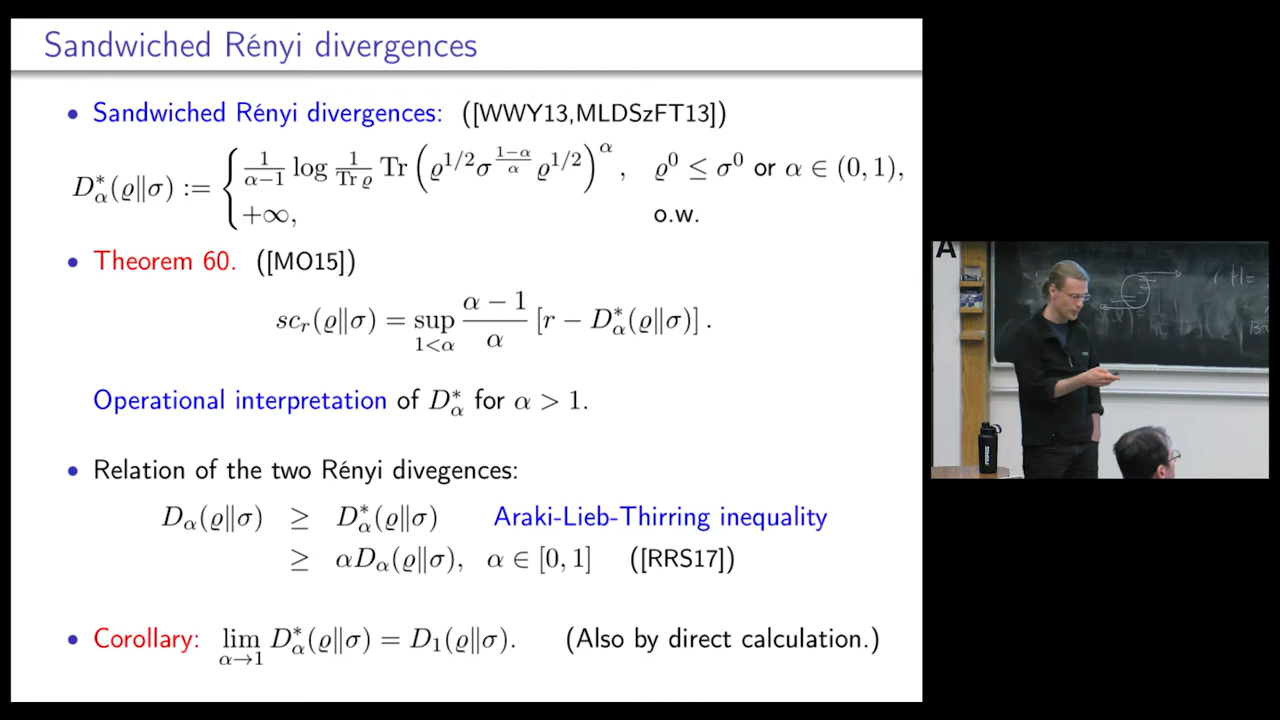 Sandwiched Rényi divergences
• Sandwiched Rényi divergences: ([WWY13,MLDSzFT13])
D*_α(ϱ‖σ) := { 1/(α−1) log 1/(Tr ϱ) Tr (ϱ^{1/2} σ^{(1−α)/α} ϱ^{1/2})^α, ϱ^0 ≤ σ^0 or α ∈ (0, 1),
+∞, o.w.
• Theorem 60. ([MO15])
sc_r(ϱ‖σ) = sup_{1<α} (α − 1)/α [r − D*_α(ϱ‖σ)] .
Operational interpretation of D*_α for α > 1.
• Relation of the two Rényi divegences:
D_α(ϱ‖σ) ≥ D*_α(ϱ‖σ) Araki-Lieb-Thirring inequality
≥ αD_α(ϱ‖σ), α ∈ [0, 1] ([RRS17])
• Corollary: lim_{α→1} D*_α(ϱ‖σ) = D_1(ϱ‖σ). (Also by direct calculation.)
A